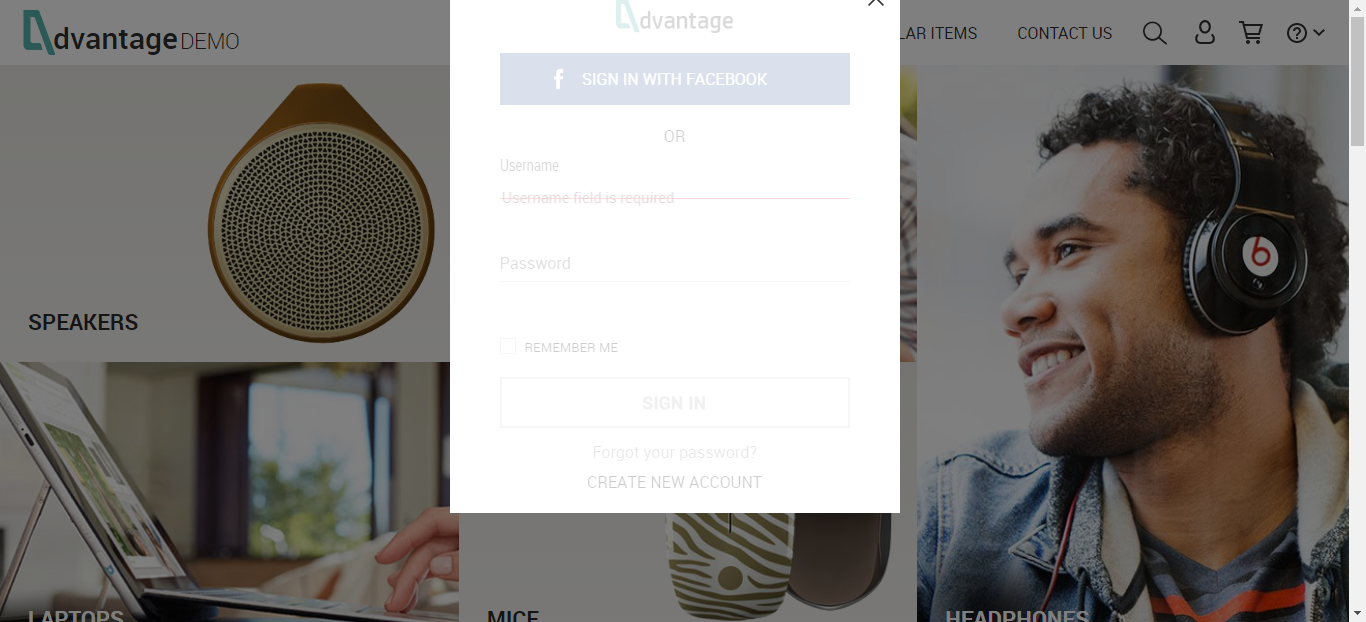 dvantage DEMO
dvantage
LAR ITEMS
CONTACT US
SIGN IN WITH FACEBOOK
OR
Username
Username field is required
Password
REMEMBER ME
SIGN IN
Forgot your password?
CREATE NEW ACCOUNT
SPEAKERS
LAPTOPS
MICE
HEADPHONES